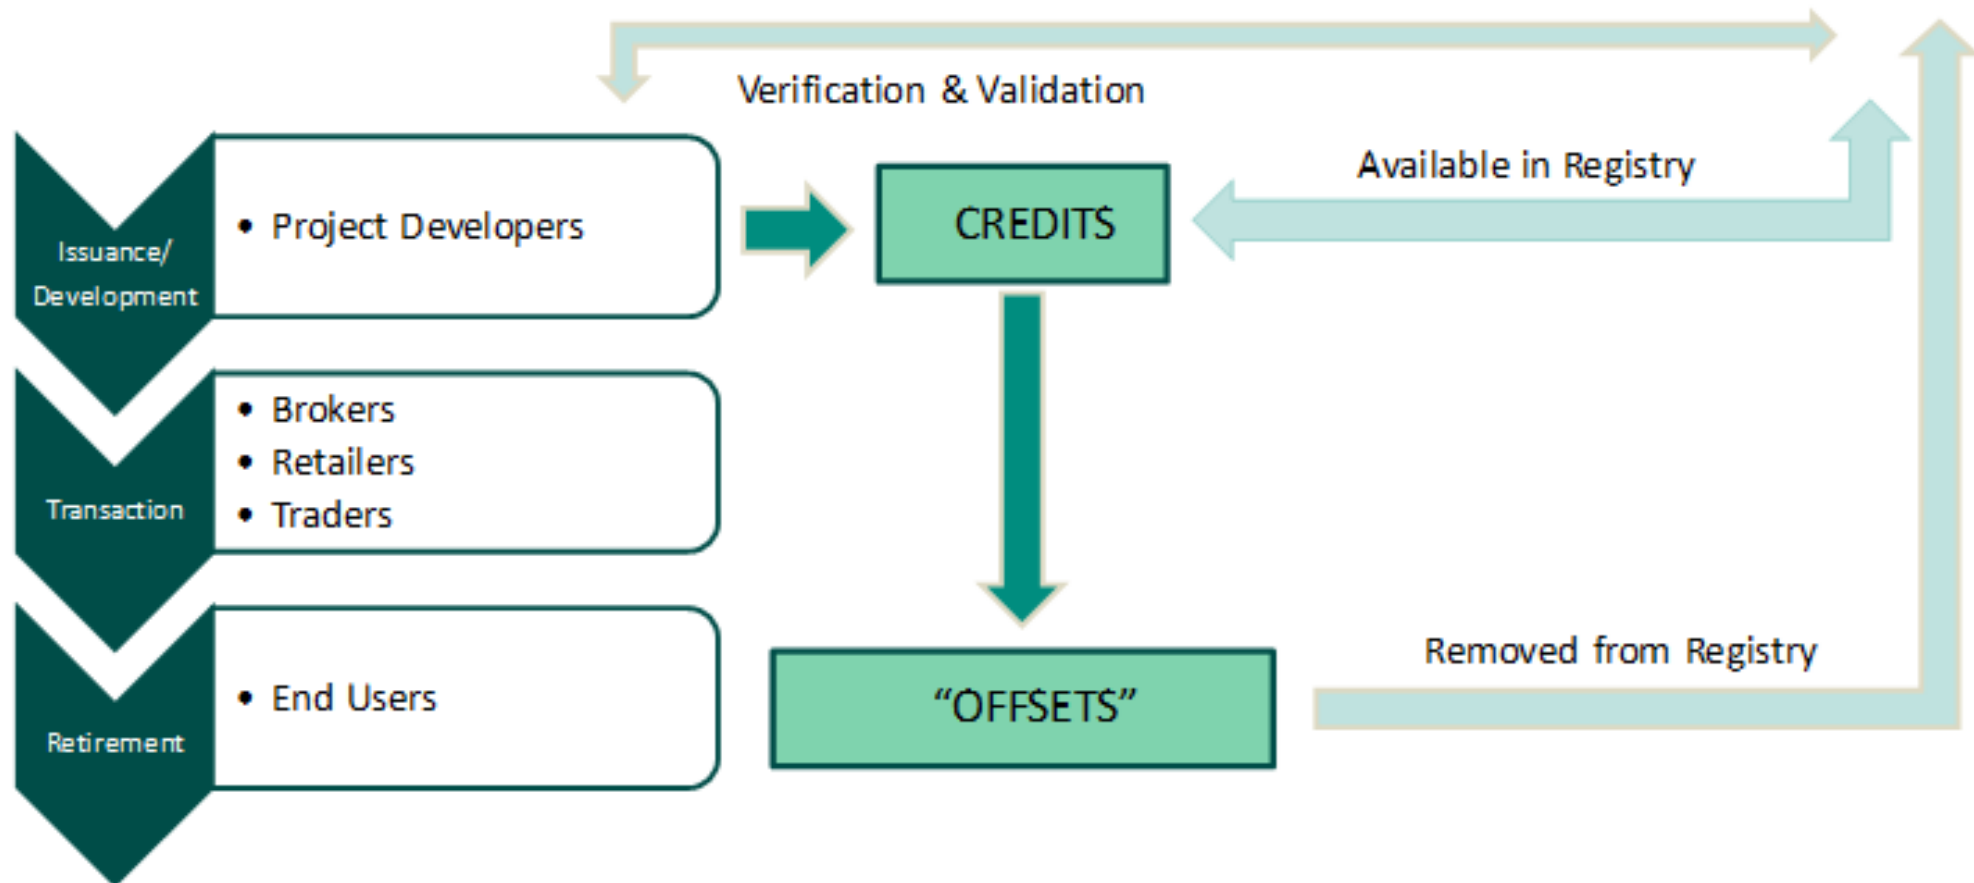 Verification & Validation
Issuance/
Development
• Project Developers
CREDITS
Available in Registry
Transaction
• Brokers
• Retailers
• Traders
Retirement
• End Users
“OFFSETS”
Removed from Registry